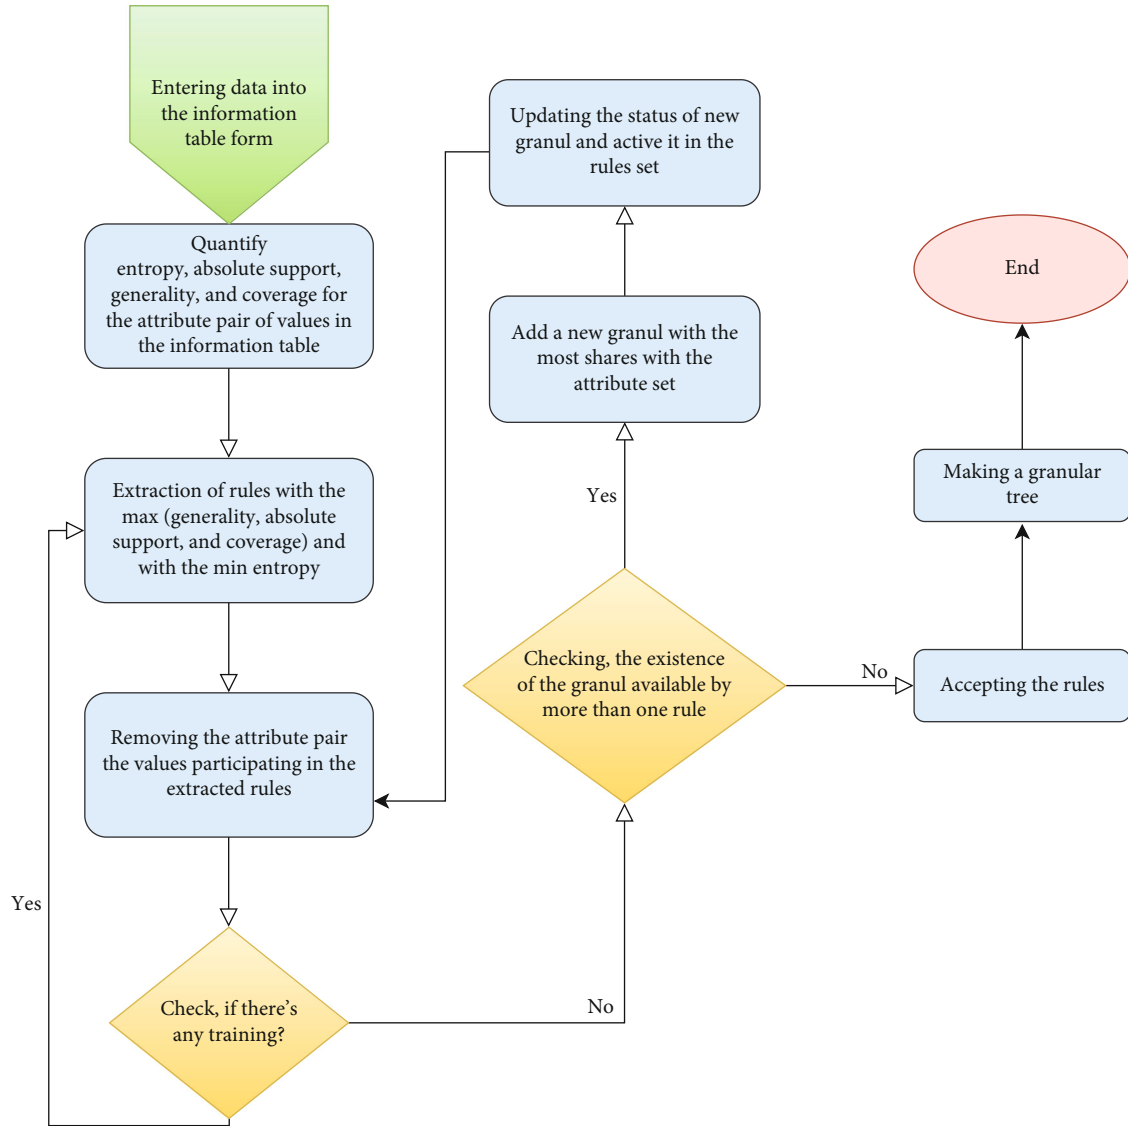 Entering data into
the information
table form
Quantify
entropy, absolute support,
generality, and coverage for
the attribute pair of values in
the information table
Extraction of rules with the
max (generality, absolute
support, and coverage) and
with the min entropy
Removing the attribute pair
the values participating in the
extracted rules
Yes
Check, if there's
any training?
No
Updating the status of new
granul and active it in the
rules set
Add a new granul with the
most shares with the
attribute set
Yes
Checking, the existence
of the granul available by
more than one rule
No
End
Making a granular
tree
Accepting the rules